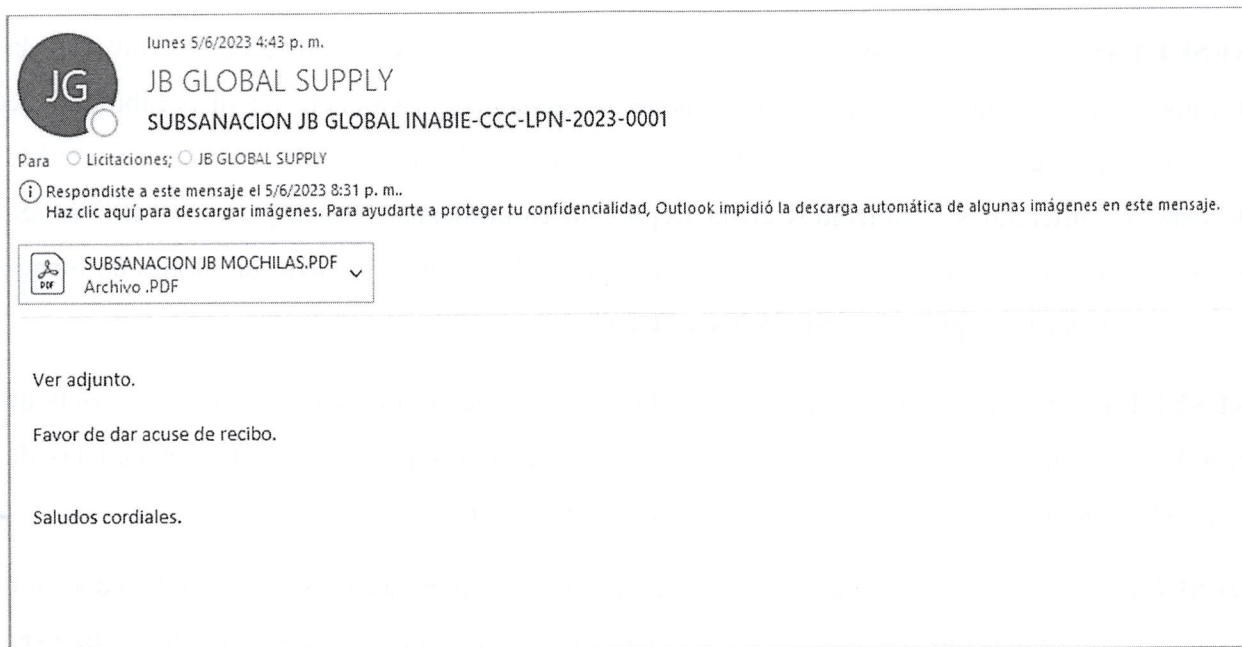 lunes 5/6/2023 4:43 p. m.
JG
JB GLOBAL SUPPLY
SUBSANACION JB GLOBAL INABIE-CCC-LPN-2023-0001
Para Licitaciones; JB GLOBAL SUPPLY
Respondiste a este mensaje el 5/6/2023 8:31 p. m..
Haz clic aquí para descargar imágenes. Para ayudarte a proteger tu confidencialidad, Outlook impidió la descarga automática de algunas imágenes en este mensaje.
PDF
SUBSANACION JB MOCHILAS.PDF
Archivo .PDF
Ver adjunto.
Favor de dar acuse de recibo.
Saludos cordiales.